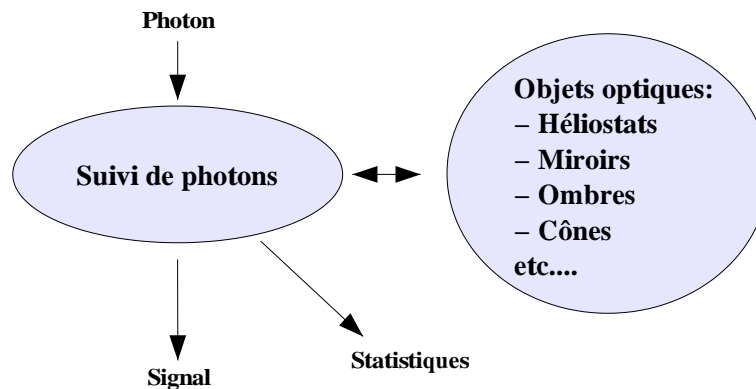 Photon
Suivi de photons
Objets optiques:
– Héliostats
– Miroirs
– Ombres
– Cônes
etc....
Statistiques
Signal